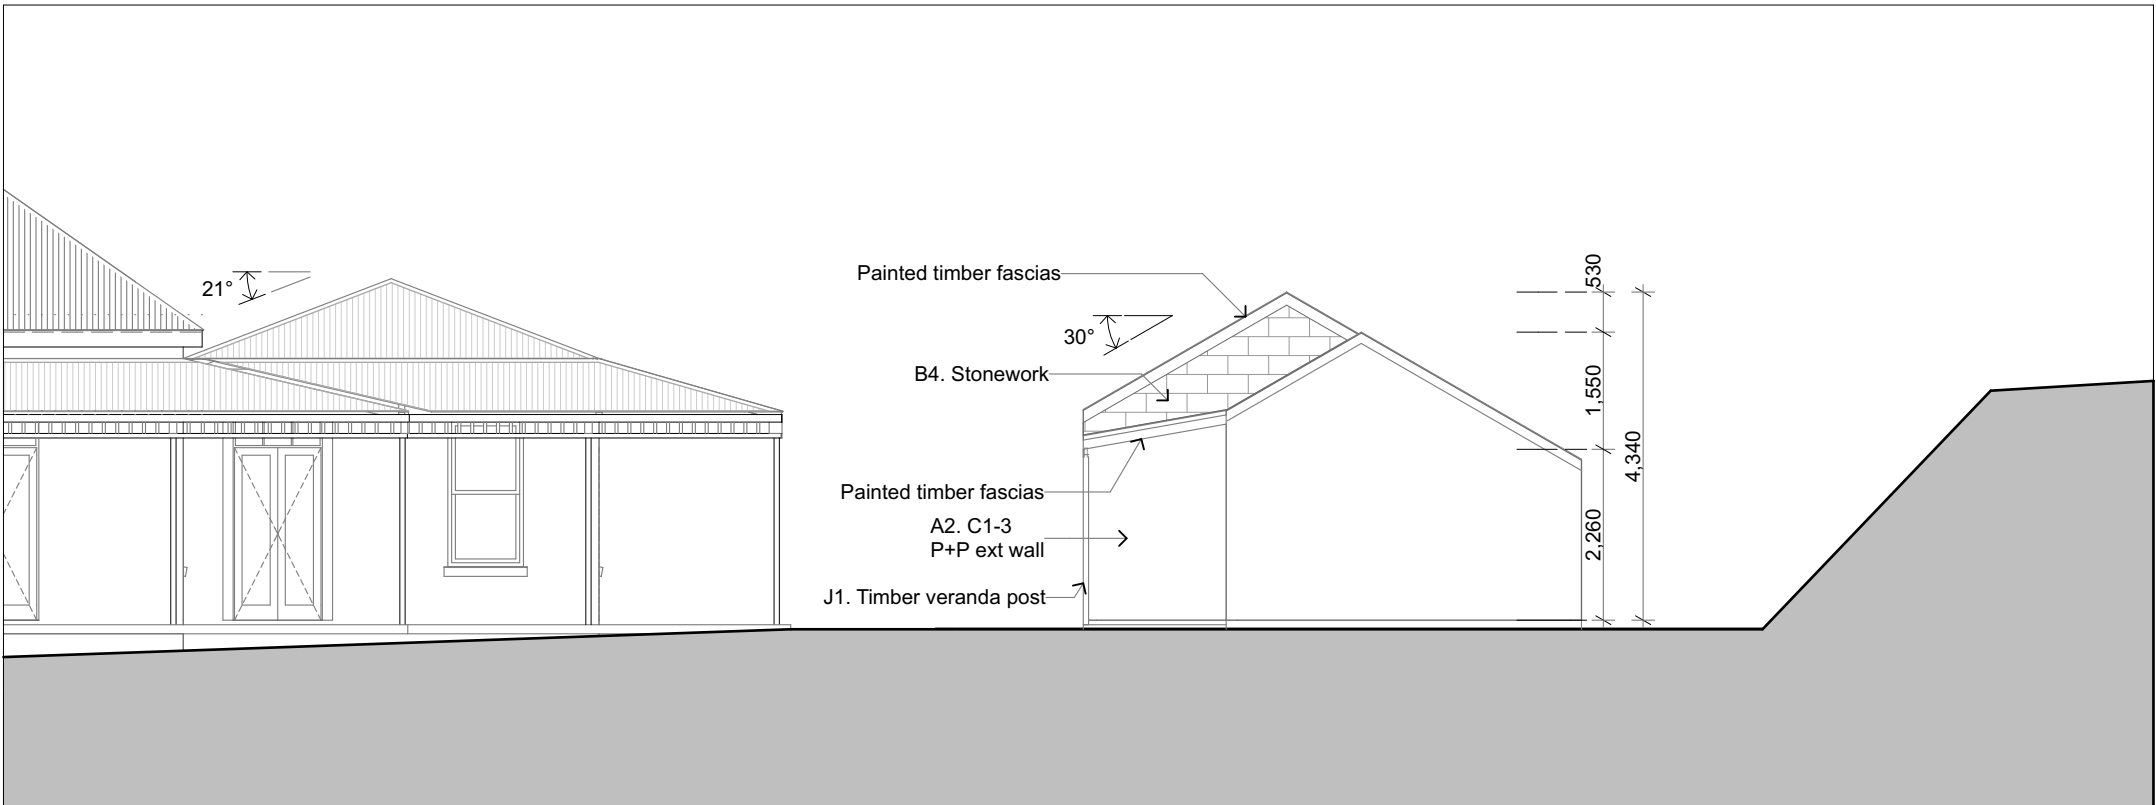 21°
Painted timber fascias
30°
B4. Stonework
Painted timber fascias
A2. C1-3
P+P ext wall
J1. Timber veranda post
530
1,550
4,340
2,260